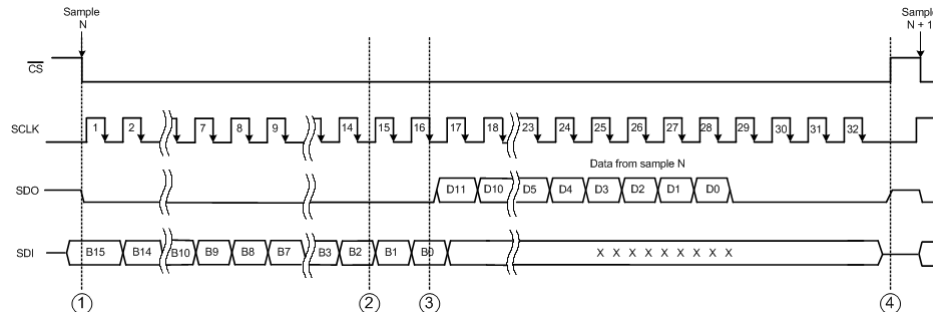 Sample
N
Sample
N + 1
CS
SCLK
1 2 7 8 9 14 15 16 17 18 23 24 25 26 27 28 29 30 31 32
Data from sample N
SDO
D11 D10 D5 D4 D3 D2 D1 D0
SDI
B15 B14 B10 B9 B8 B7 B3 B2 B1 B0 X X X X X X X X
1 2 3 4